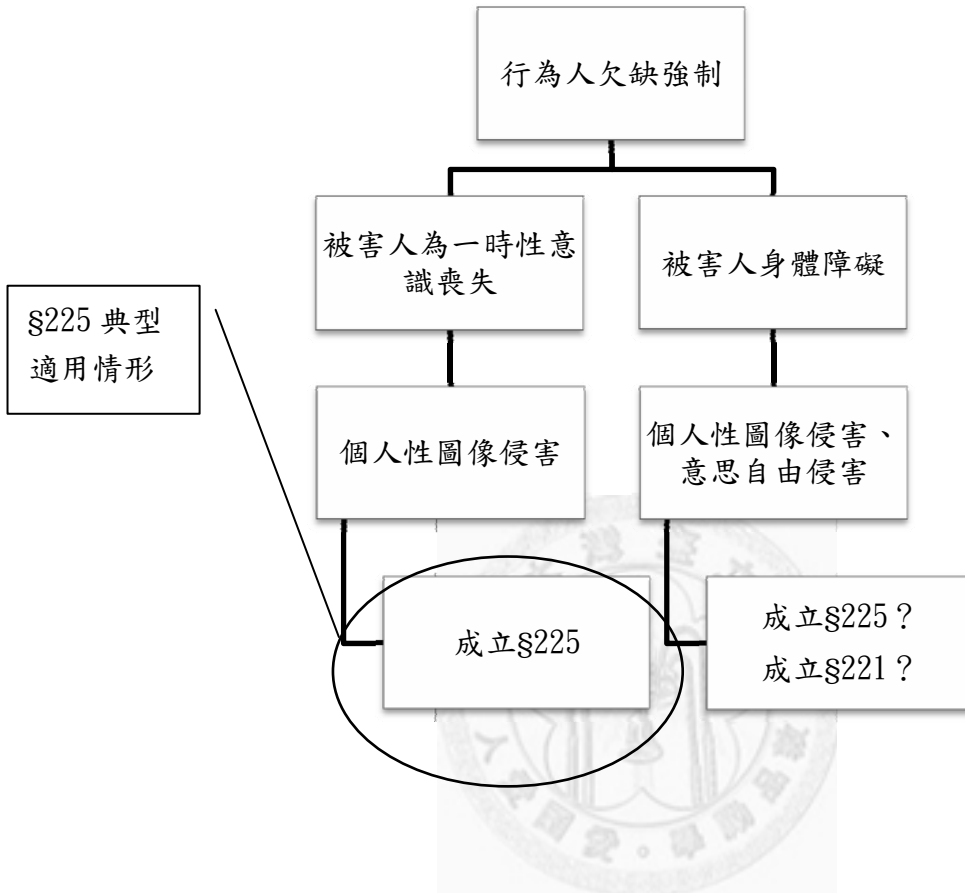 行為人欠缺強制
被害人為一時性意
識喪失
被害人身體障礙
§225 典型
適用情形
個人性圖像侵害
個人性圖像侵害、
意思自由侵害
成立§225
成立§225？
成立§221？